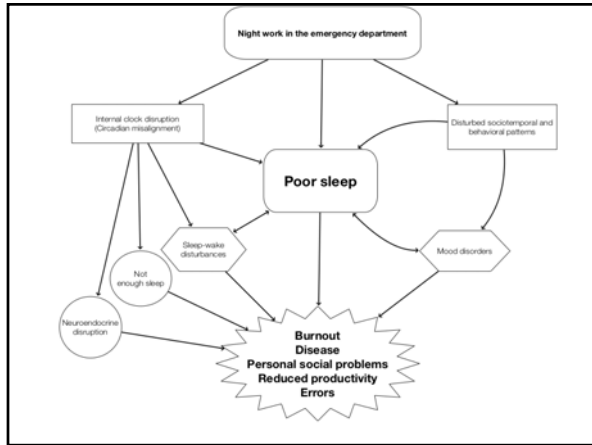 Night work in the emergency department
Internal clock disruption
(Circadian misalignment)
Disturbed sociotemporal and
behavioral patterns
Poor sleep
Sleep-wake
disturbances
Mood disorders
Not
enough sleep
Neuroendocrine
disruption
Burnout
Disease
Personal social problems
Reduced productivity
Errors